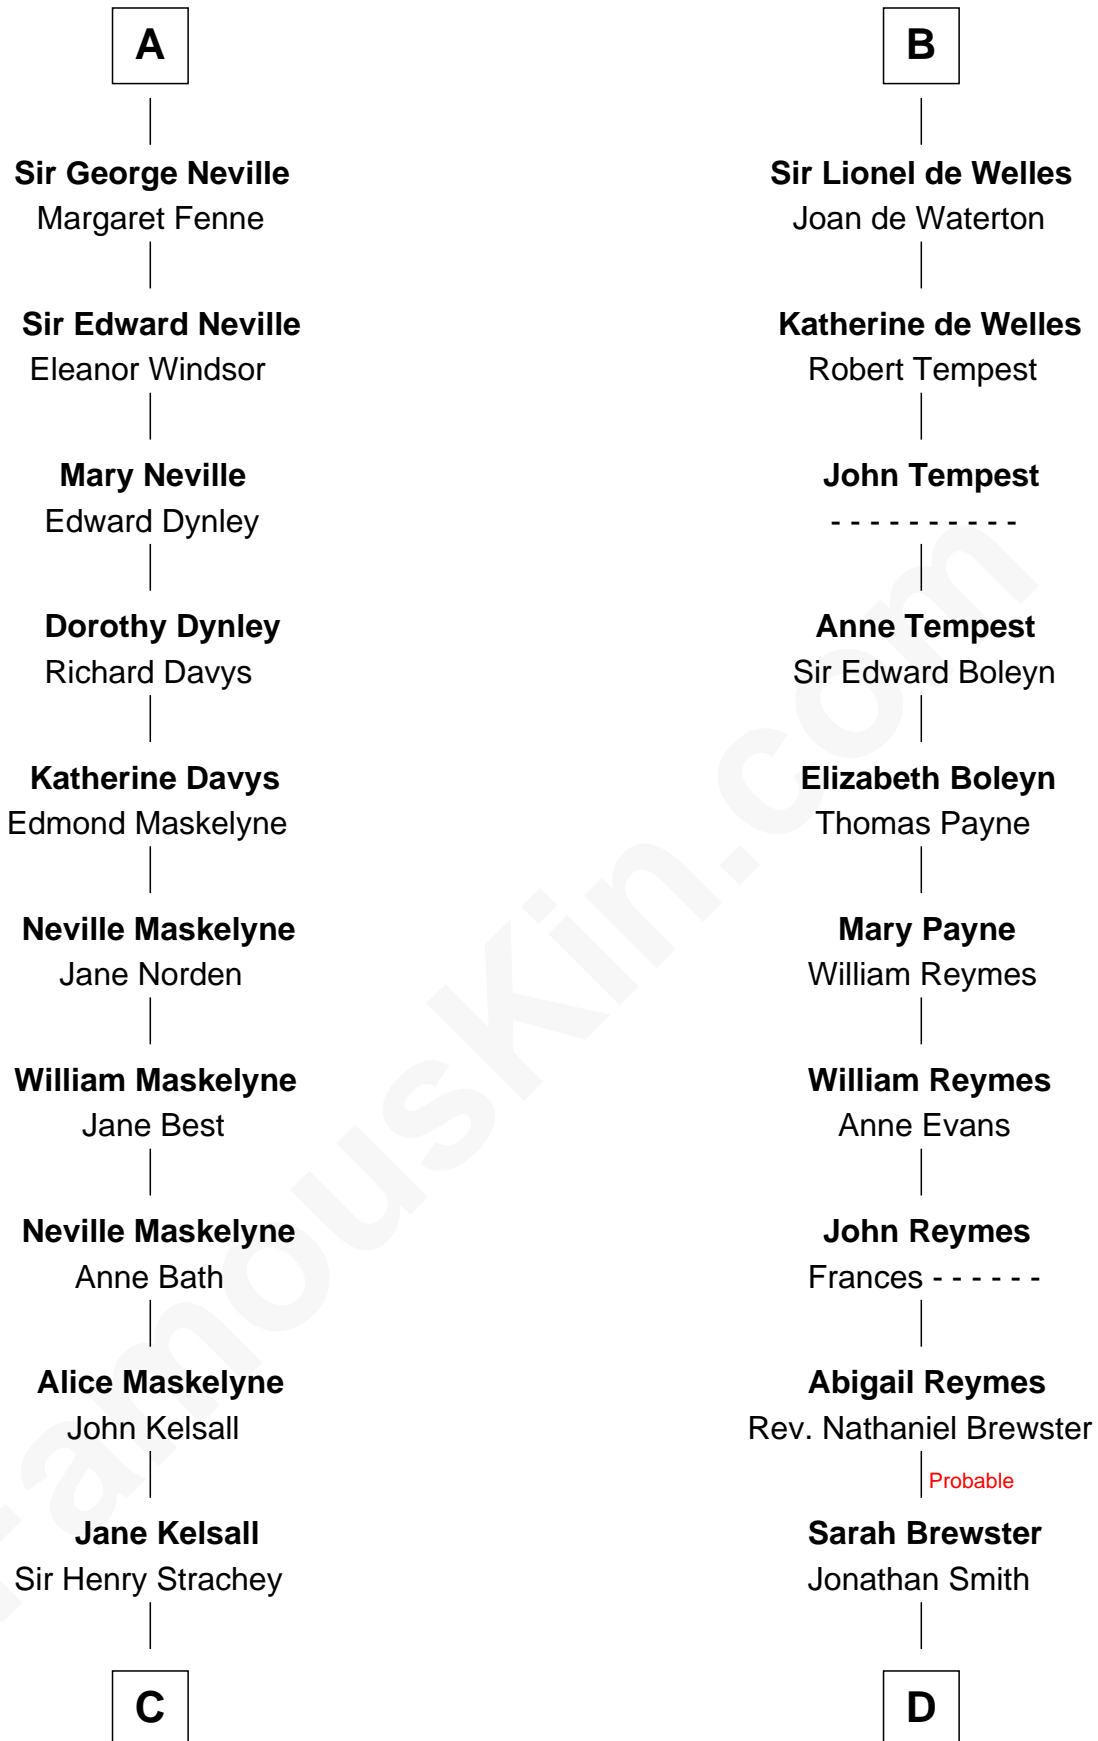 A
Sir George Neville
Margaret Fenne
Sir Edward Neville
Eleanor Windsor
Mary Neville
Edward Dynley
Dorothy Dynley
Richard Davys
Katherine Davys
Edmond Maskelyne
Neville Maskelyne
Jane Norden
William Maskelyne
Jane Best
Neville Maskelyne
Anne Bath
Alice Maskelyne
John Kelsall
Jane Kelsall
Sir Henry Strachey
C
B
Sir Lionel de Welles
Joan de Waterton
Katherine de Welles
Robert Tempest
John Tempest
- - - - - - - - - -
Anne Tempest
Sir Edward Boleyn
Elizabeth Boleyn
Thomas Payne
Mary Payne
William Reymes
William Reymes
Anne Evans
John Reymes
Frances - - - - - -
Abigail Reymes
Rev. Nathaniel Brewster
Probable
Sarah Brewster
Jonathan Smith
D
FamousKin.com